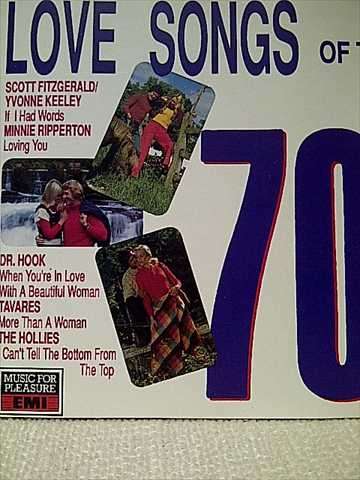 LOVE SONGS OF T
SCOTT FITZGERALD/
YVONNE KEELEY
If I Had Words
MINNIE RIPPERTON
Loving You
70
DR. HOOK
When You're In Love
With A Beautiful Woman
TAVARES
More Than A Woman
THE HOLLIES
Can't Tell The Bottom From
The Top
MUSIC FOR
PLEASURE
EMI